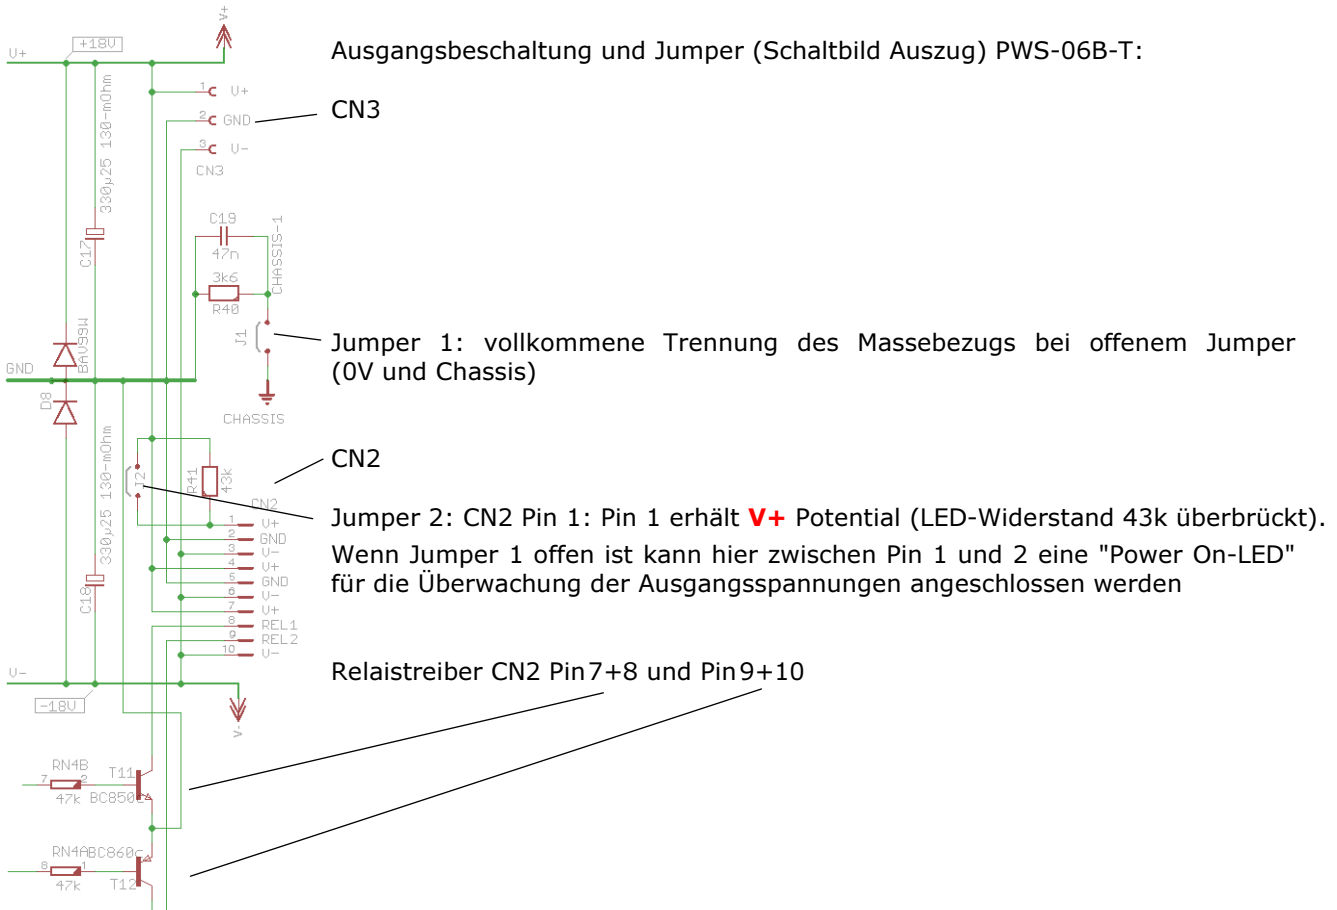 V+
+18V
V+
Ausgangsbeschaltung und Jumper (Schaltbild Auszug) PWS-06B-T:
1 V+
2 GND
CN3
3 V-
CN3
330µ25 130-mOhm
C17
C19
47n
CHASSIS-1
3k6
R40
J1
Jumper 1: vollkommene Trennung des Massebezugs bei offenem Jumper
(0V und Chassis)
BAV99W
GND
D8
CHASSIS
330µ25 130-mOhm
C18
J2
R41
43k
CN2
CN2
Jumper 2: CN2 Pin 1: Pin 1 erhält V+ Potential (LED-Widerstand 43k überbrückt).
Wenn Jumper 1 offen ist kann hier zwischen Pin 1 und 2 eine "Power On-LED"
für die Überwachung der Ausgangsspannungen angeschlossen werden
1 V+
2 GND
3 V-
4 V+
5 GND
6 V-
7 V+
8 REL1
9 REL2
10 V-
Relaistreiber CN2 Pin7+8 und Pin9+10
V-
-18V
V-
RN4B
7 2
47k
T11
BC850c
RN4A
BC860c
8 1
47k
T12